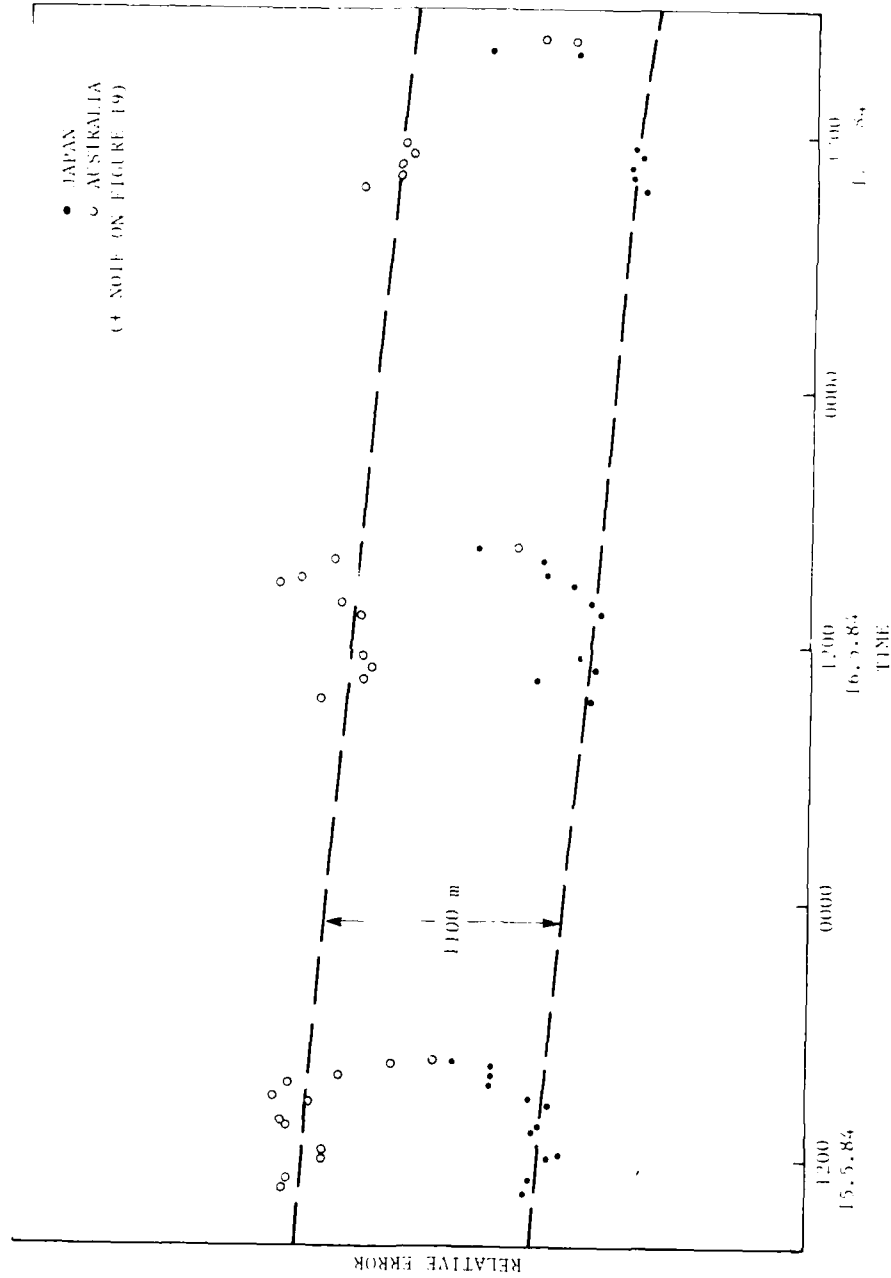 ● JAPAN
○ AUSTRALIA
(+ NOTE ON FIGURE 19)
RELATIVE ERROR
1100 m
1200
0000
1200
0000
15.5.84
16.5.84
TIME